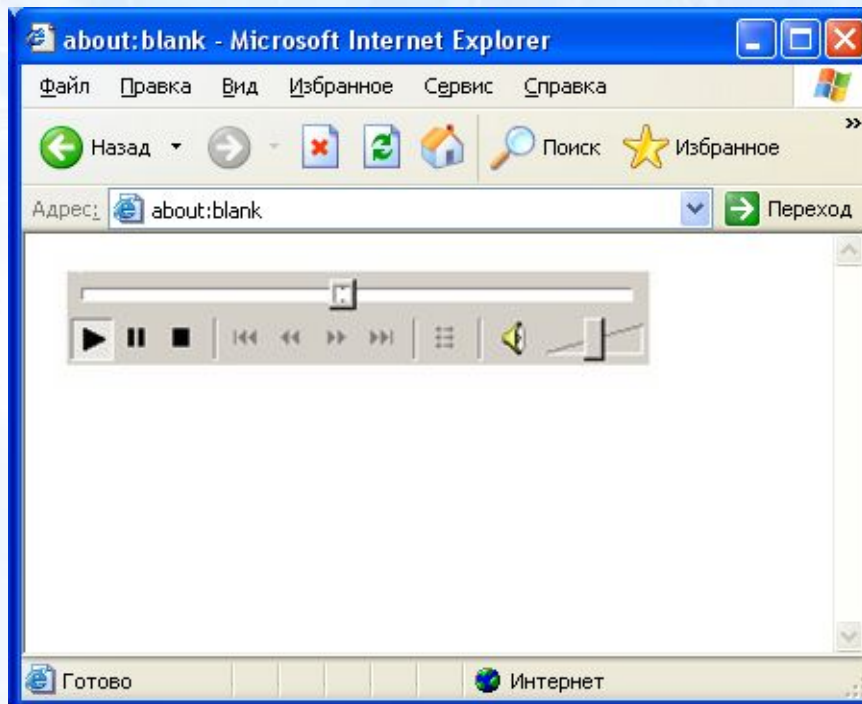 about:blank - Microsoft Internet Explorer
Файл Правка Вид Избранное Сервис Справка
Назад Поиск Избранное »
Адрес: about:blank Переход
Готово Интернет